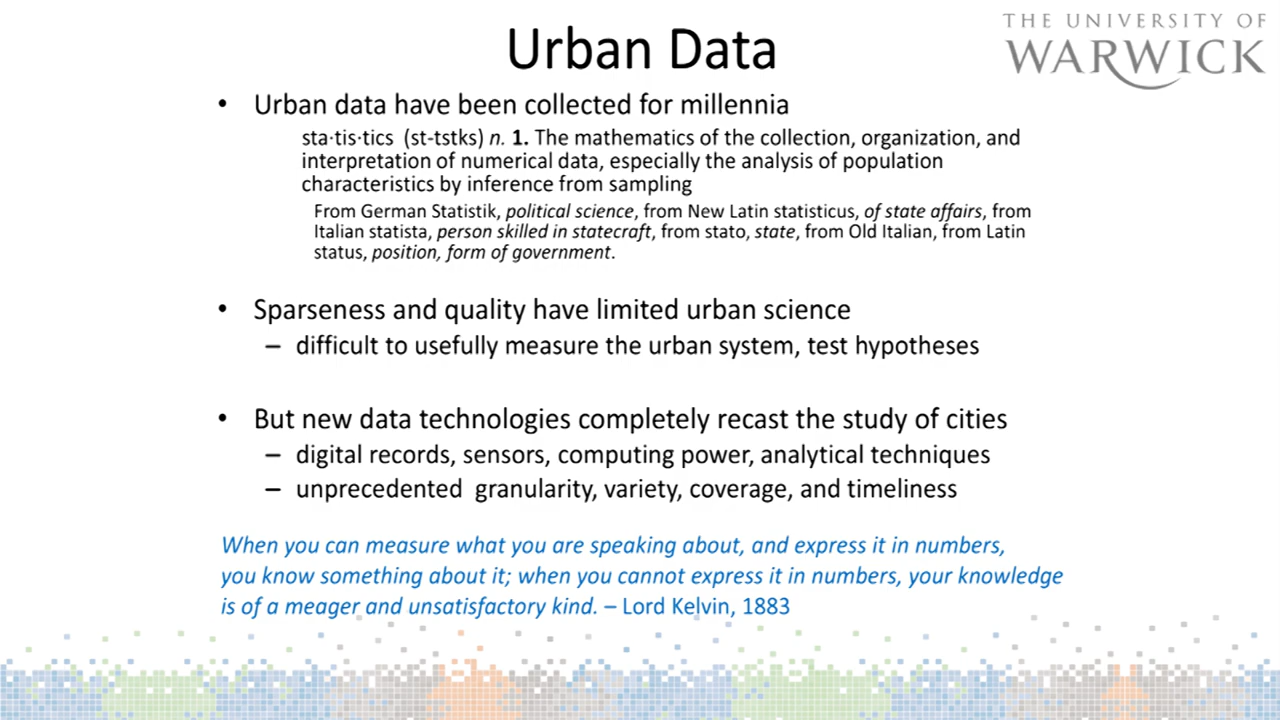 Urban Data
THE UNIVERSITY OF
WARWICK
• Urban data have been collected for millennia
sta·tis·tics (st-tstks) n. 1. The mathematics of the collection, organization, and
interpretation of numerical data, especially the analysis of population
characteristics by inference from sampling
From German Statistik, political science, from New Latin statisticus, of state affairs, from
Italian statista, person skilled in statecraft, from stato, state, from Old Italian, from Latin
status, position, form of government.
• Sparseness and quality have limited urban science
– difficult to usefully measure the urban system, test hypotheses
• But new data technologies completely recast the study of cities
– digital records, sensors, computing power, analytical techniques
– unprecedented granularity, variety, coverage, and timeliness
When you can measure what you are speaking about, and express it in numbers,
you know something about it; when you cannot express it in numbers, your knowledge
is of a meager and unsatisfactory kind. – Lord Kelvin, 1883